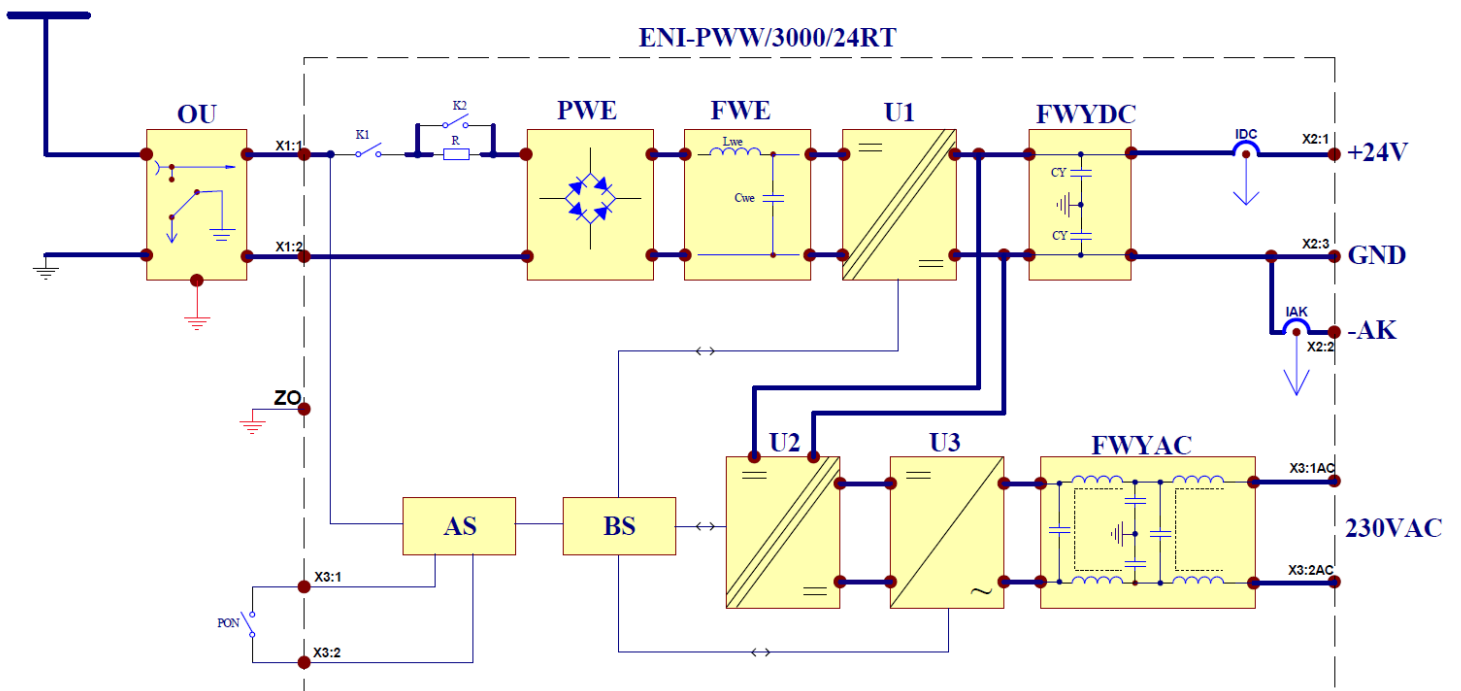 ENI-PWW/3000/24RT
OU
PWE
FWE
U1
FWYDC
K2
K1
R
Lwe
Cwe
CY
CY
IDC
X1:1
X2:1
+24V
X1:2
X2:3
GND
IAK
-AK
X2:2
ZO
U2
U3
FWYAC
X3:1AC
AS
BS
230VAC
X3:1
X3:2AC
PON
X3:2